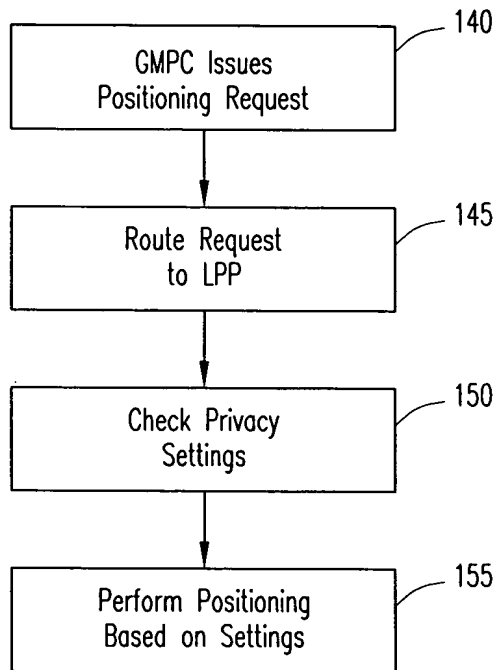 140
GMPC Issues
Positioning Request
145
Route Request
to LPP
150
Check Privacy
Settings
155
Perform Positioning
Based on Settings